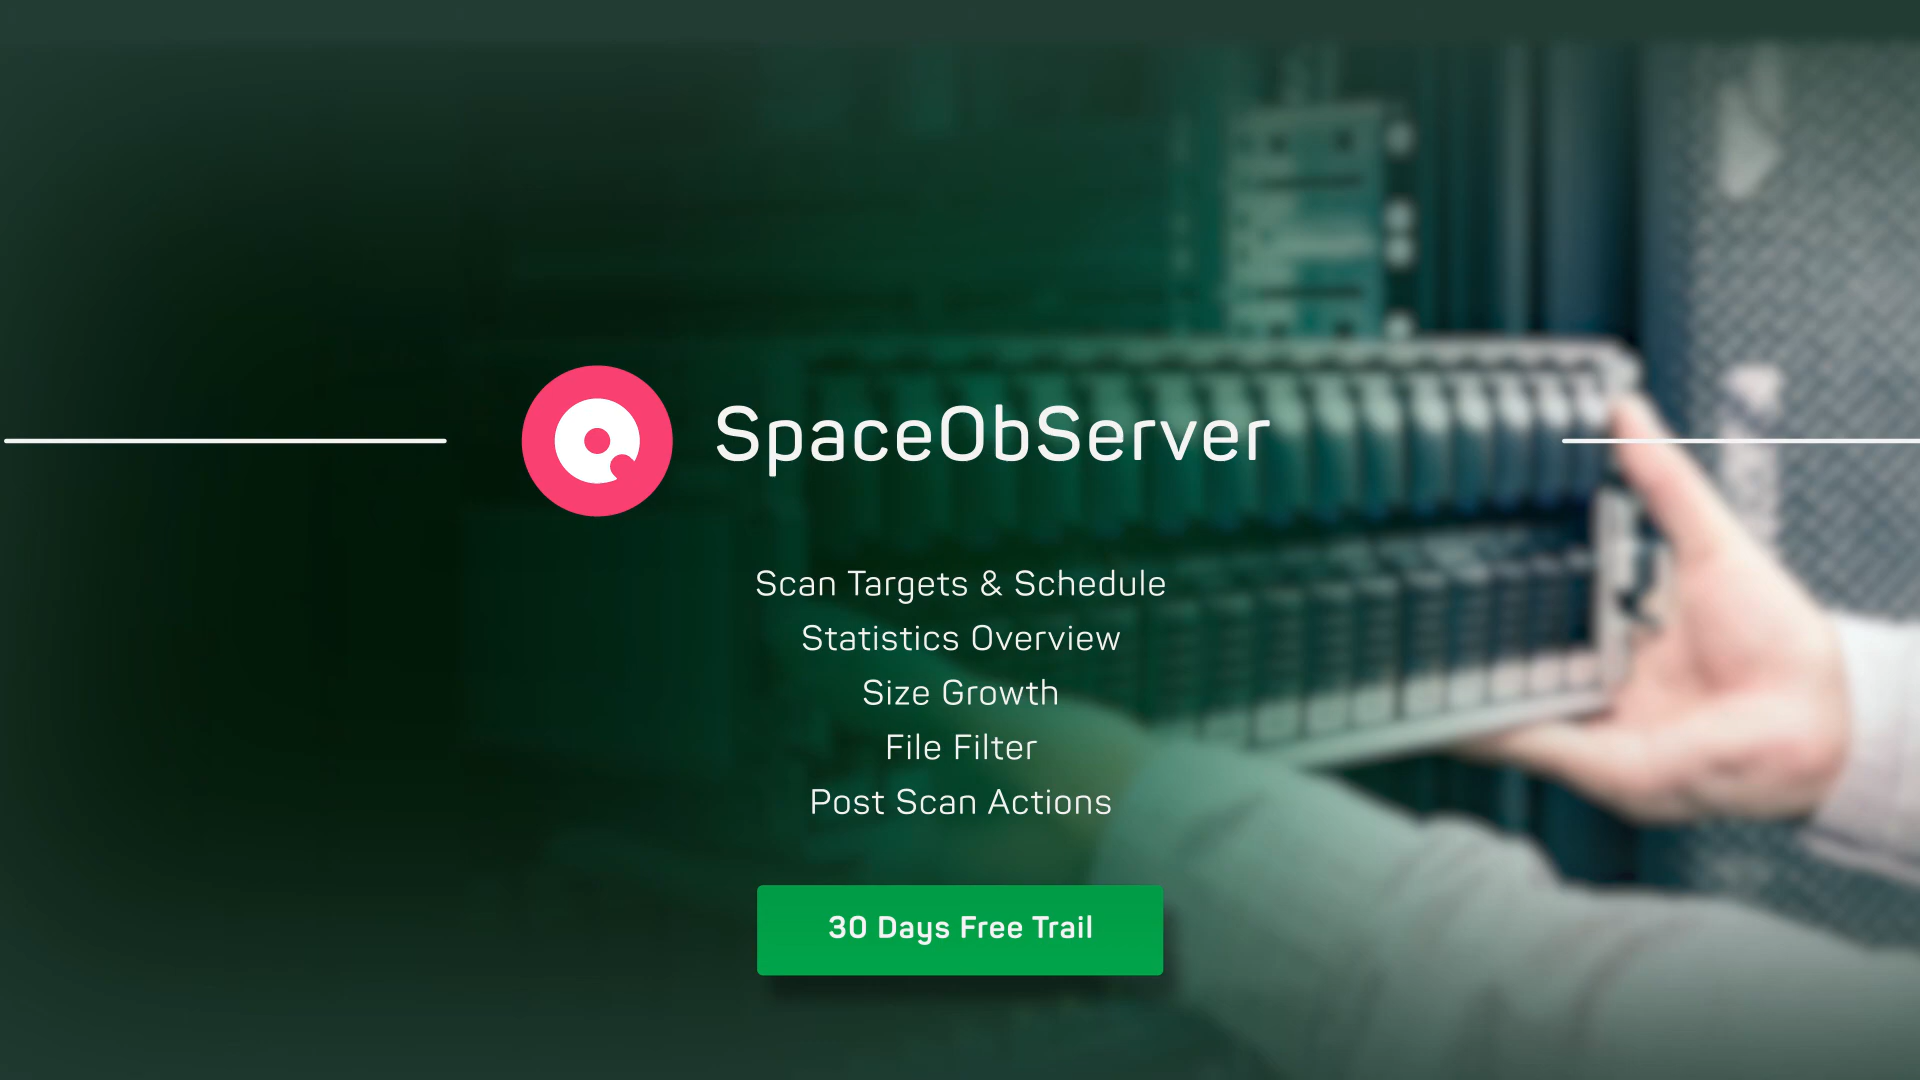 SpaceObServer
Scan Targets & Schedule
Statistics Overview
Size Growth
File Filter
Post Scan Actions
30 Days Free Trail